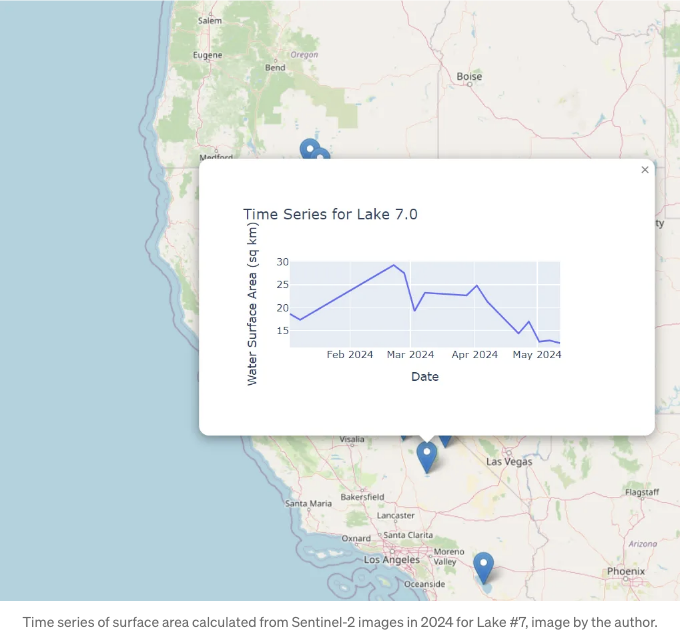 Salem
Eugene
Oregon
Bend
Boise
Medford
×
Time Series for Lake 7.0
Water Surface Area (sq km)
30
25
20
15
Feb 2024
Mar 2024
Apr 2024
May 2024
Date
ty
Visalia
Las Vegas
Bakersfield
Flagstaff
Santa Maria
Lancaster
Oxnard
Santa Clarita
Arizona
Los Angeles
Moreno
Valley
Phoenix
Oceanside
Time series of surface area calculated from Sentinel-2 images in 2024 for Lake #7, image by the author.